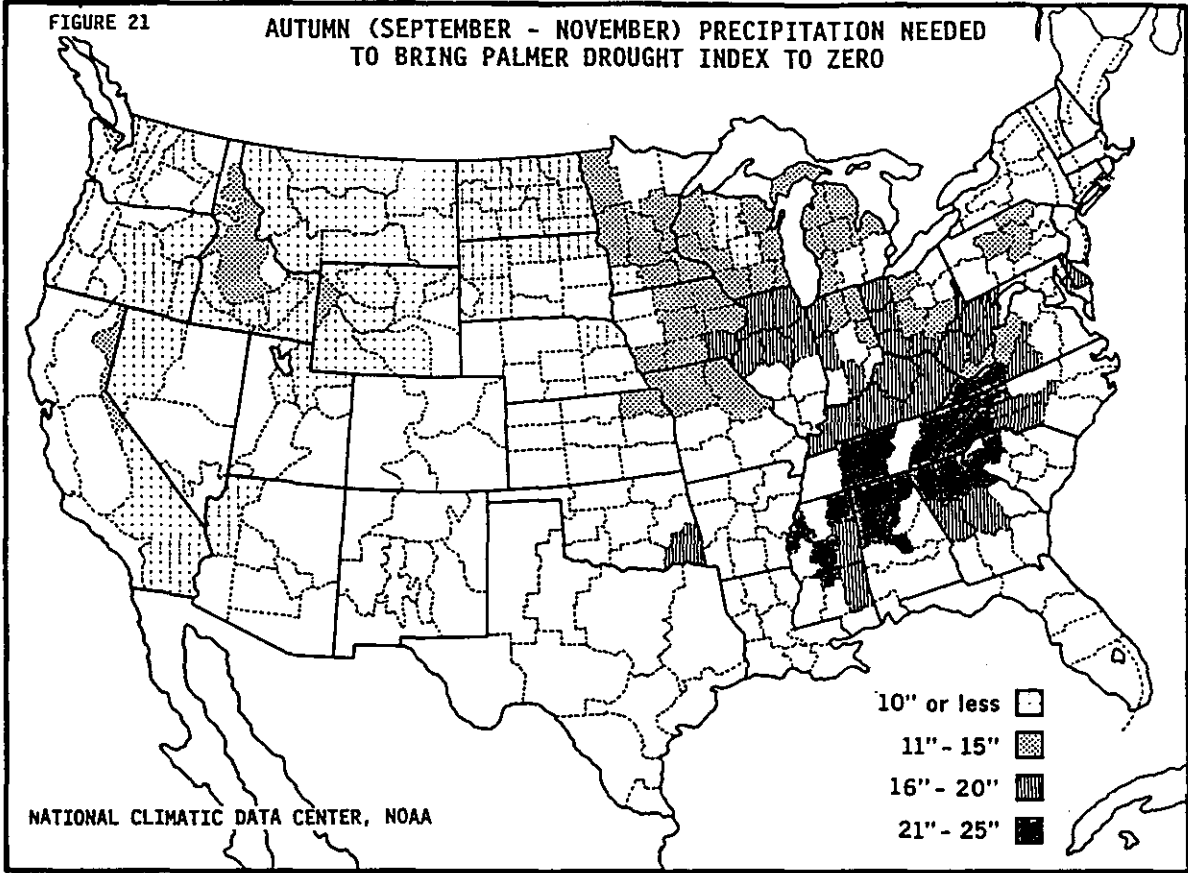 FIGURE 21
AUTUMN (SEPTEMBER - NOVEMBER) PRECIPITATION NEEDED
TO BRING PALMER DROUGHT INDEX TO ZERO
10" or less
11" - 15"
16" - 20"
21" - 25"
NATIONAL CLIMATIC DATA CENTER, NOAA